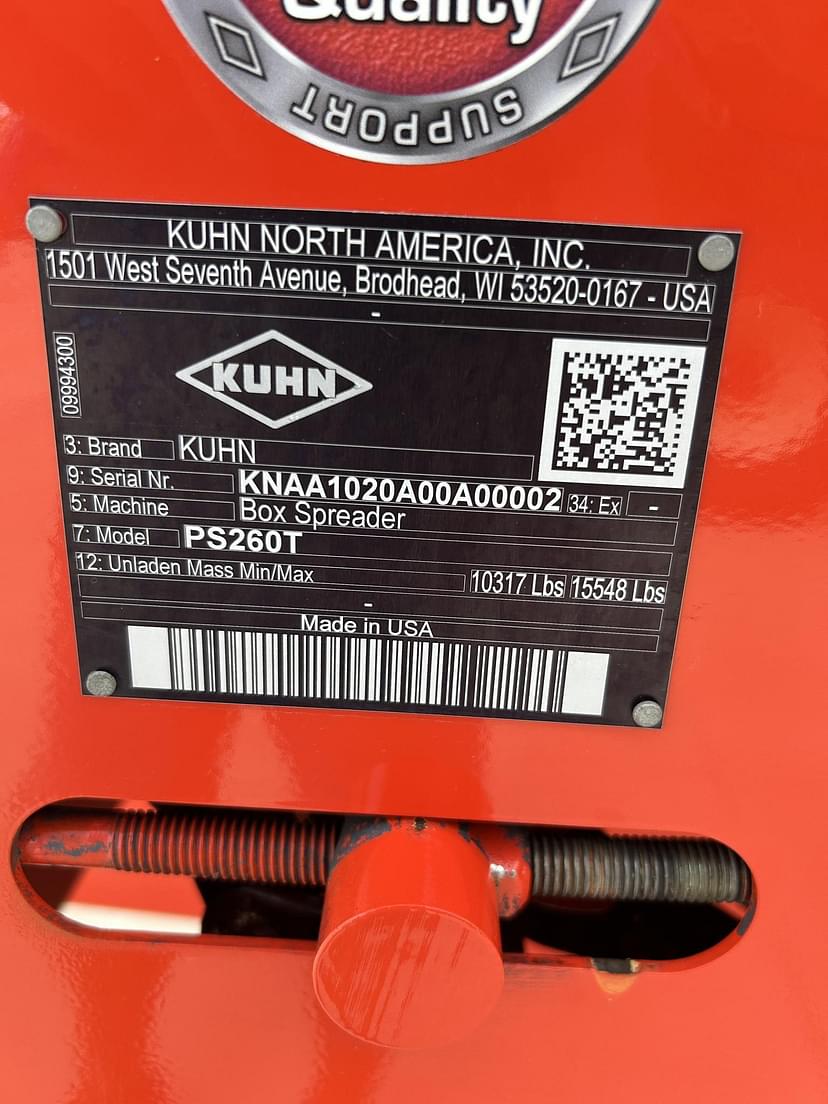 Quality
SUPPORT
KUHN NORTH AMERICA, INC.
1501 West Seventh Avenue, Brodhead, WI 53520-0167 - USA
-
09994300
KUHN
3: Brand KUHN
9: Serial Nr. KNAA1020A00A00002 34: Ex -
5: Machine Box Spreader
7: Model PS260T
12: Unladen Mass Min/Max 10317 Lbs 15548 Lbs
-
Made in USA